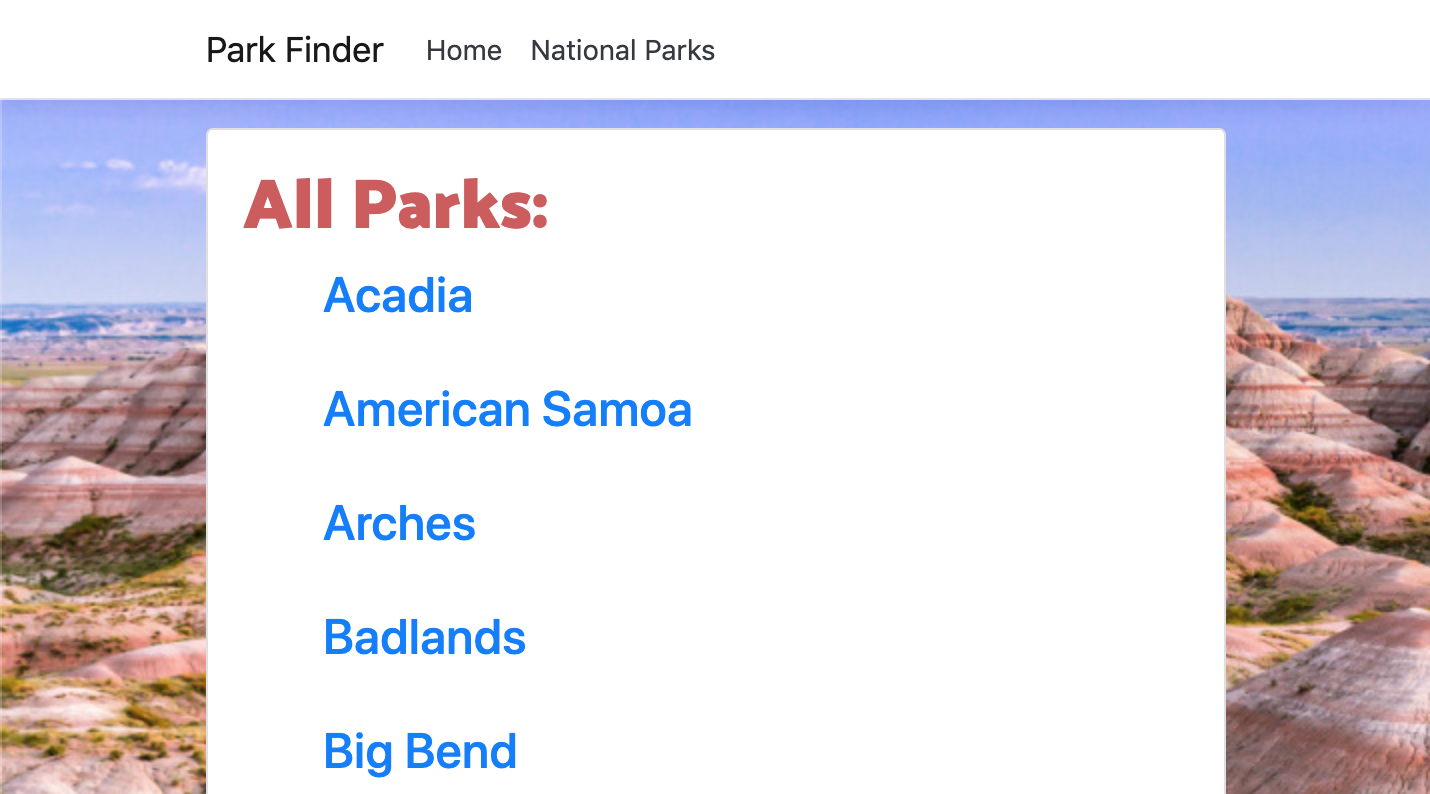 Park Finder Home National Parks
All Parks:
Acadia
American Samoa
Arches
Badlands
Big Bend